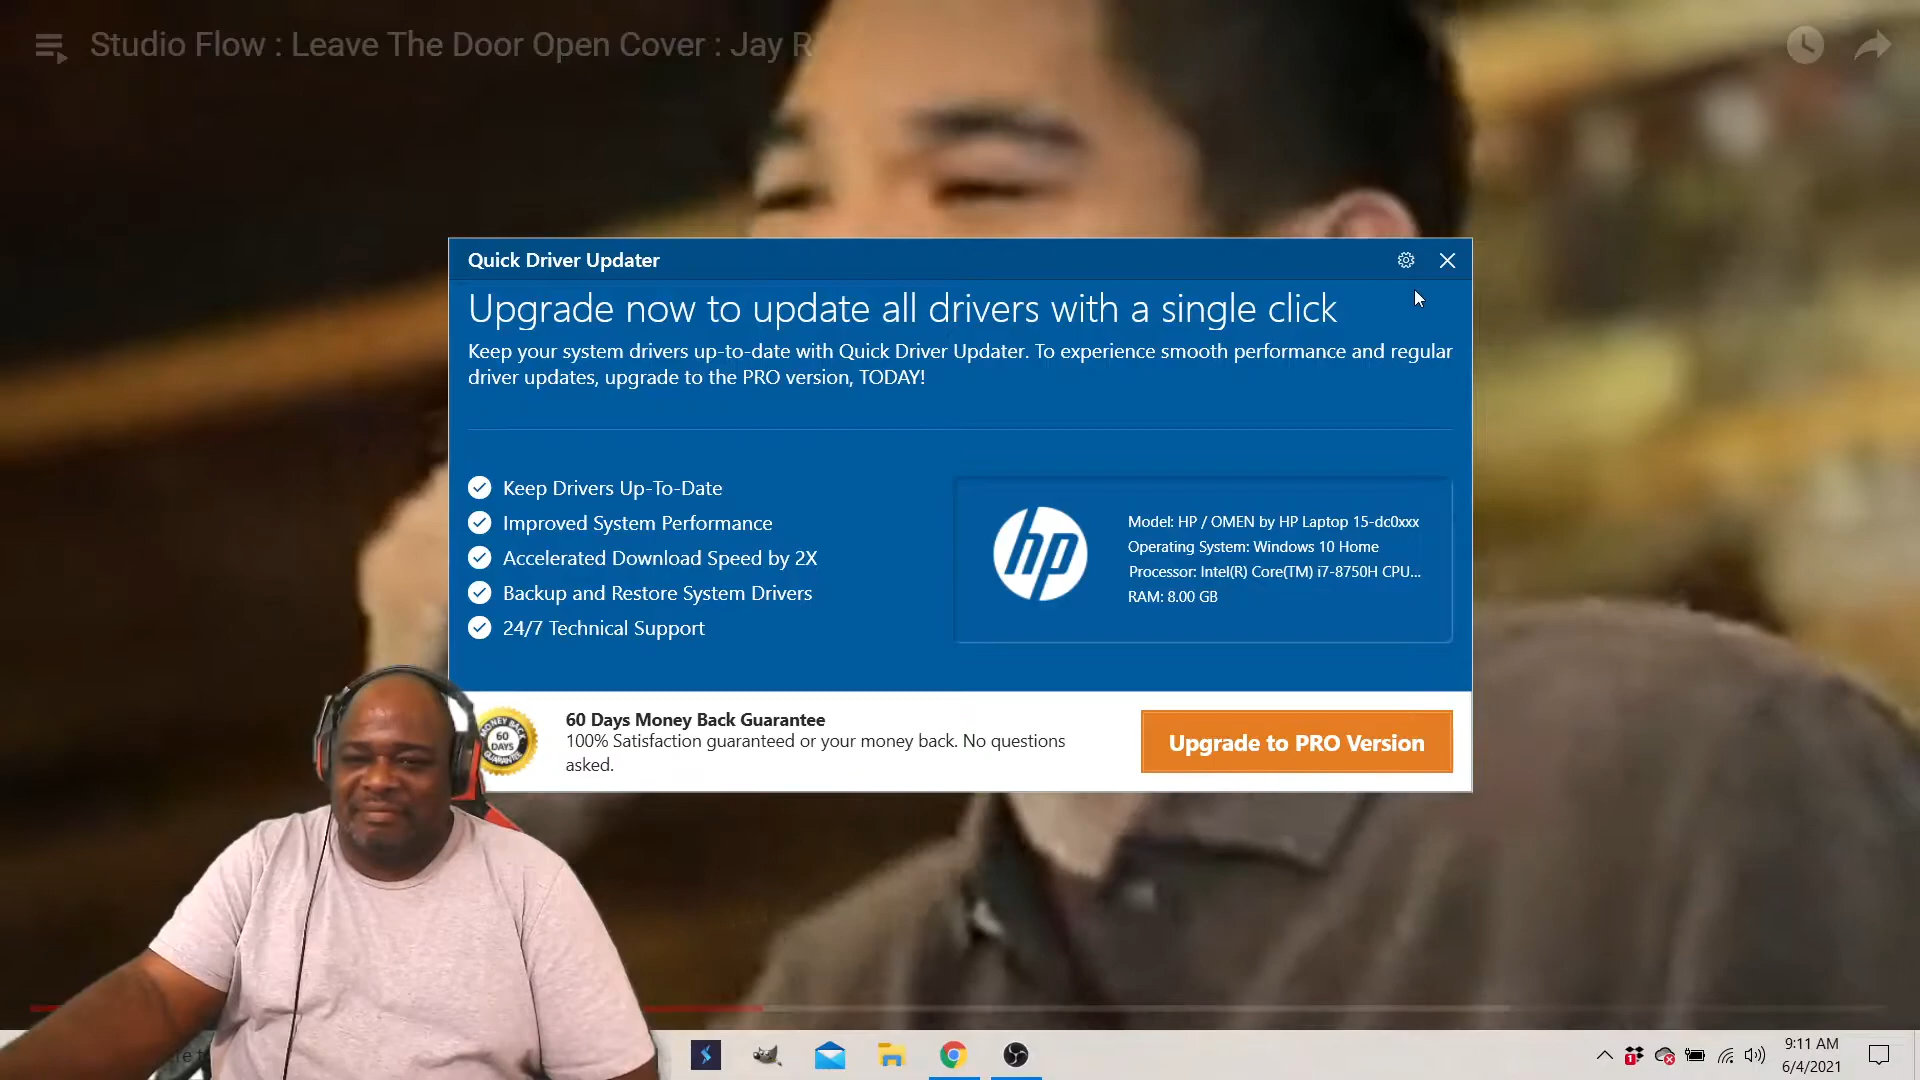 Studio Flow : Leave The Door Open Cover : Jay R
Quick Driver Updater
Upgrade now to update all drivers with a single click
Keep your system drivers up-to-date with Quick Driver Updater. To experience smooth performance and regular
driver updates, upgrade to the PRO version, TODAY!
Keep Drivers Up-To-Date
Improved System Performance
Accelerated Download Speed by 2X
Backup and Restore System Drivers
24/7 Technical Support
hp
Model: HP / OMEN by HP Laptop 15-dc0xxx
Operating System: Windows 10 Home
Processor: Intel(R) Core(TM) i7-8750H CPU...
RAM: 8.00 GB
MONEY BACK
60
DAYS
GUARANTEE
60 Days Money Back Guarantee
100% Satisfaction guaranteed or your money back. No questions
asked.
Upgrade to PRO Version
1
9:11 AM
6/4/2021